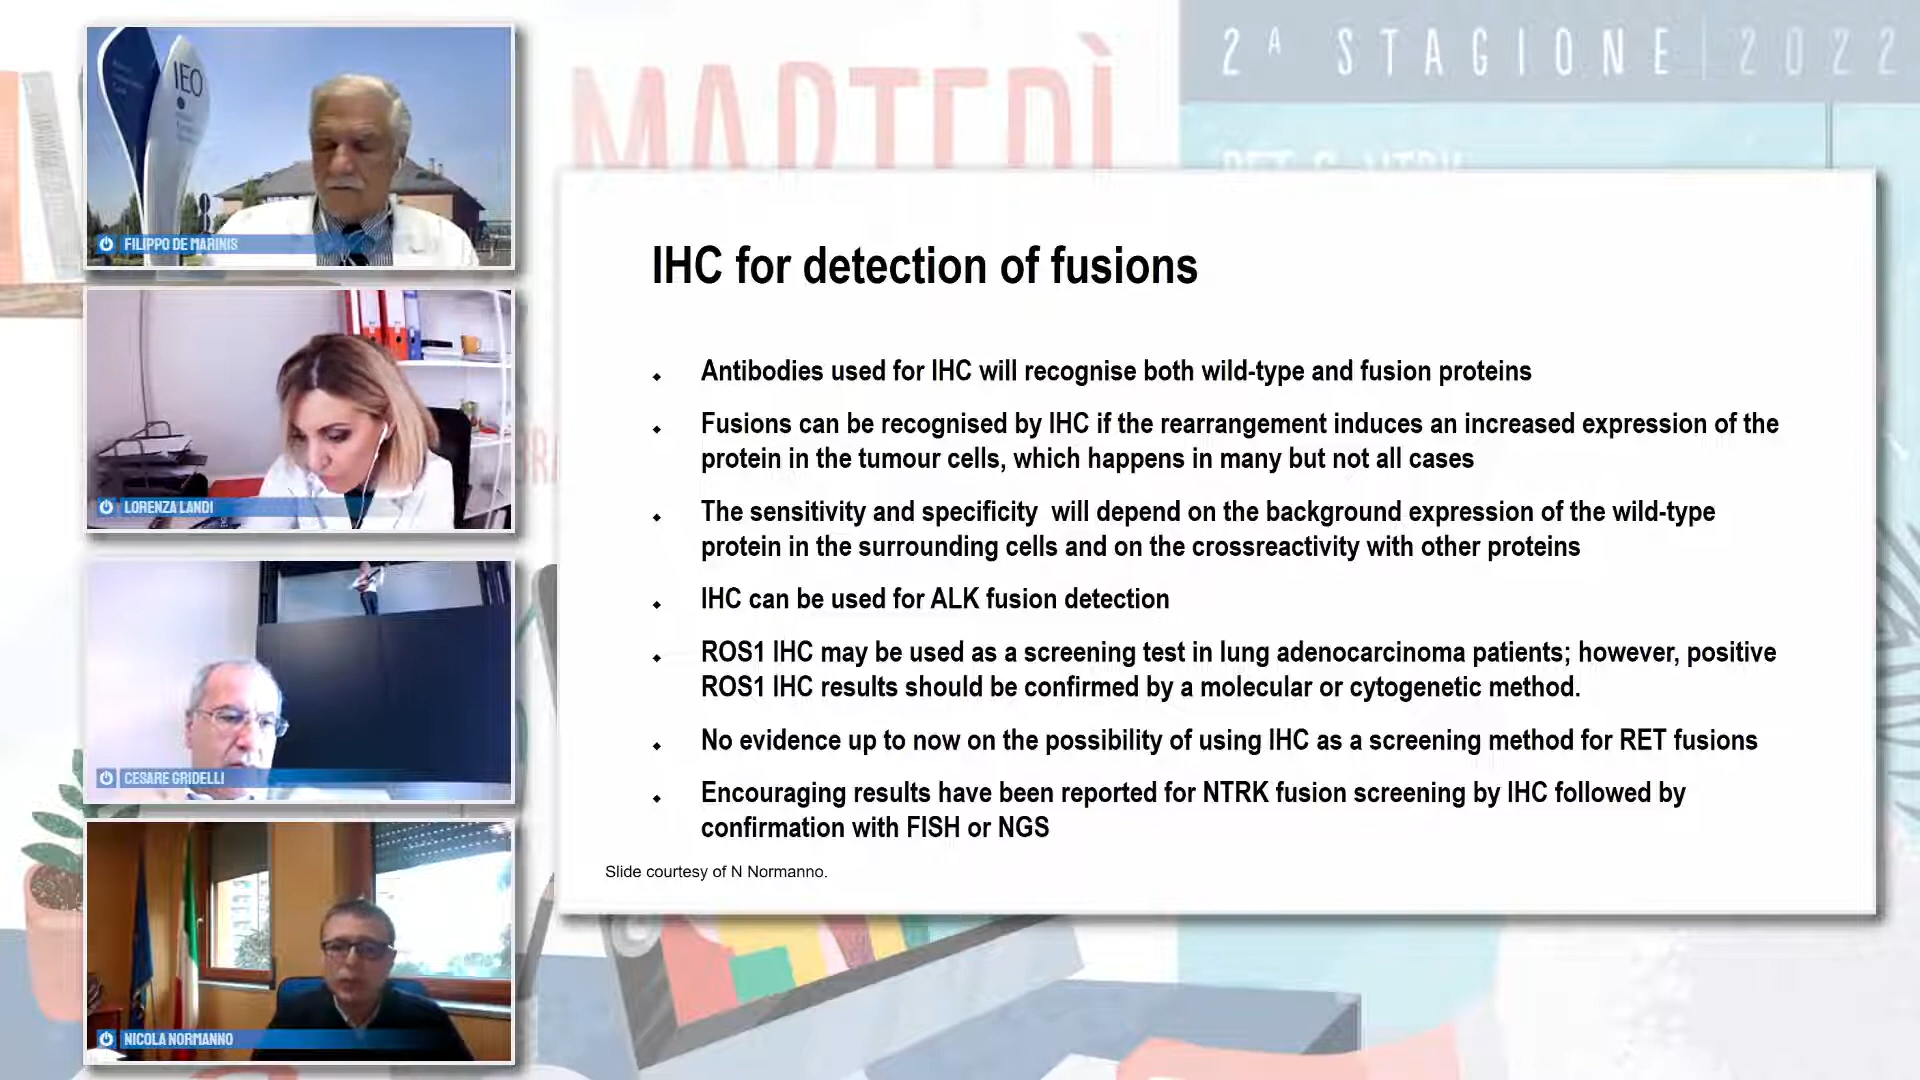 MARTEDÌ
2ª STAGIONE | 2022
RET & NTRK
IEO
FILIPPO DE MARINIS
LORENZA LANDI
CESARE GRIDELLI
NICOLA NORMANNO
IHC for detection of fusions
Antibodies used for IHC will recognise both wild-type and fusion proteins
Fusions can be recognised by IHC if the rearrangement induces an increased expression of the
protein in the tumour cells, which happens in many but not all cases
The sensitivity and specificity will depend on the background expression of the wild-type
protein in the surrounding cells and on the crossreactivity with other proteins
IHC can be used for ALK fusion detection
ROS1 IHC may be used as a screening test in lung adenocarcinoma patients; however, positive
ROS1 IHC results should be confirmed by a molecular or cytogenetic method.
No evidence up to now on the possibility of using IHC as a screening method for RET fusions
Encouraging results have been reported for NTRK fusion screening by IHC followed by
confirmation with FISH or NGS
Slide courtesy of N Normanno.